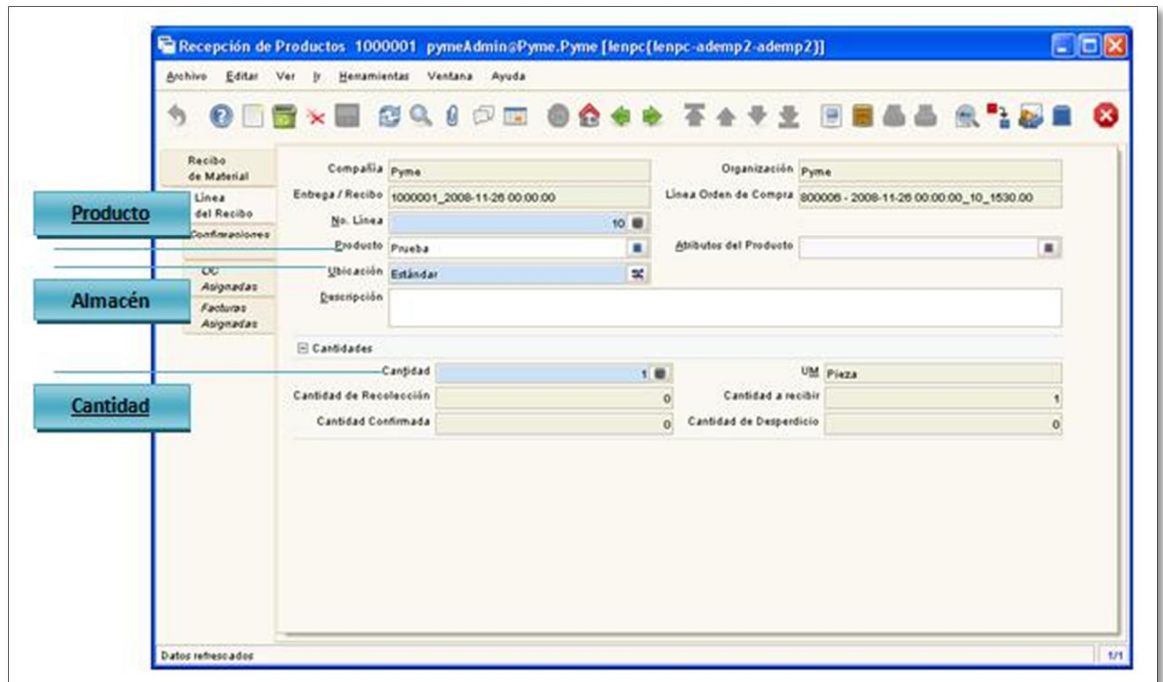 Recepción de Productos 1000001 pymeAdmin@Pyme.Pyme [lenpc{lenpc-ademp2-ademp2}]
Archivo Editar Ver Ir Herramientas Ventana Ayuda
Recibo de Material
Línea del Recibo
Confirmaciones
OC Asignadas
Facturas Asignadas
Producto
Almacén
Cantidad
Compañía Pyme Organización Pyme
Entrega / Recibo 1000001_2008-11-26 00:00:00 Línea Orden de Compra 800006 - 2008-11-26 00:00:00_10_1530.00
No. Línea 10
Producto Prueba Atributos del Producto
Ubicación Estándar
Descripción
Cantidades
Cantidad 1 UM Pieza
Cantidad de Recolección 0 Cantidad a recibir 1
Cantidad Confirmada 0 Cantidad de Desperdicio 0
Datos refrescados 1/1